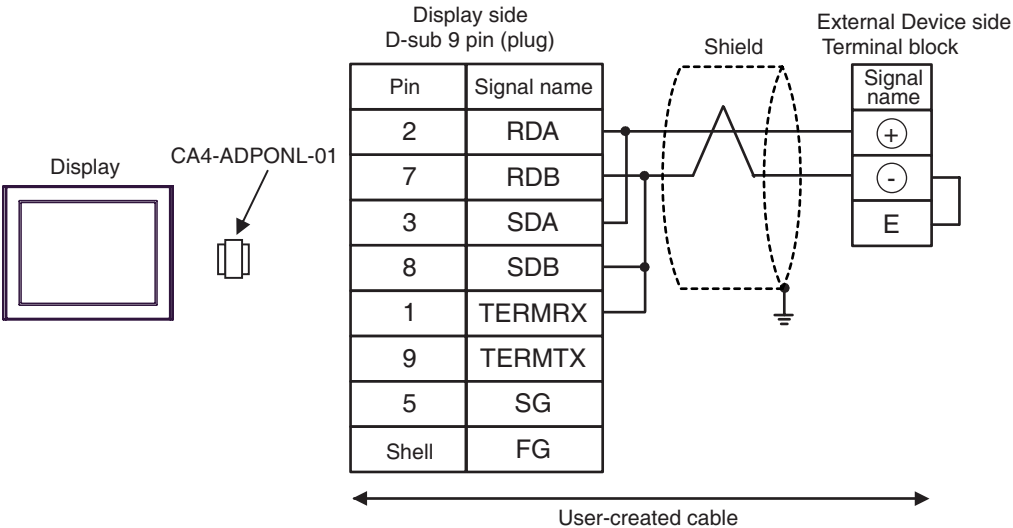 Display side
D-sub 9 pin (plug)
External Device side
Terminal block
Shield
Display
CA4-ADPONL-01
Pin Signal name
2 RDA
7 RDB
3 SDA
8 SDB
1 TERMRX
9 TERMTX
5 SG
Shell FG
Signal
name
+
-
E
User-created cable